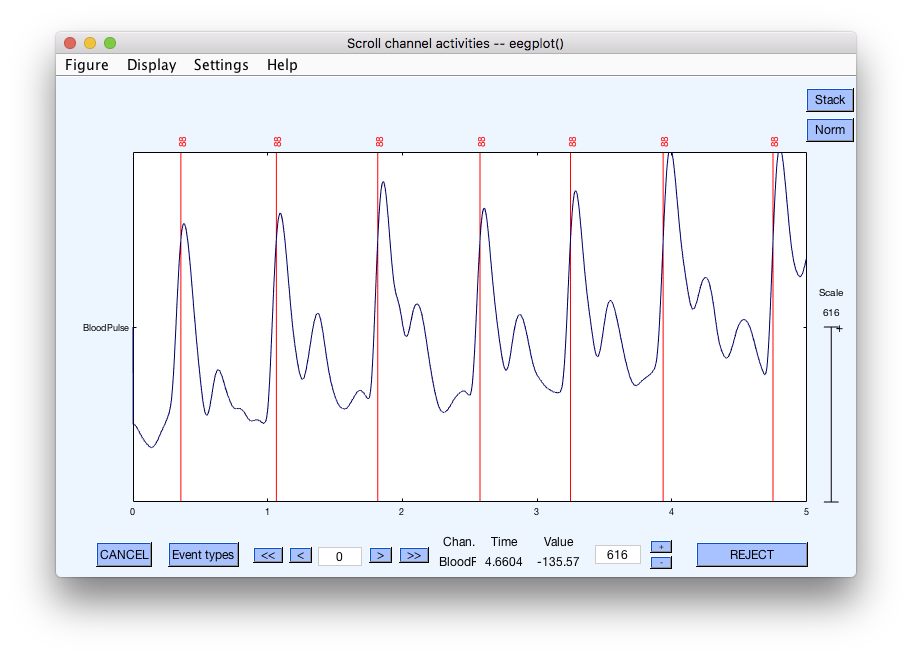 Scroll channel activities -- eegplot()
Figure Display Settings Help
Stack
Norm
88 88 88 88 88 88 88
BloodPulse
Scale
616
+
0 1 2 3 4 5
CANCEL Event types << < 0 > >> Chan. Time Value 616 + - REJECT
BloodP 4.6604 -135.57